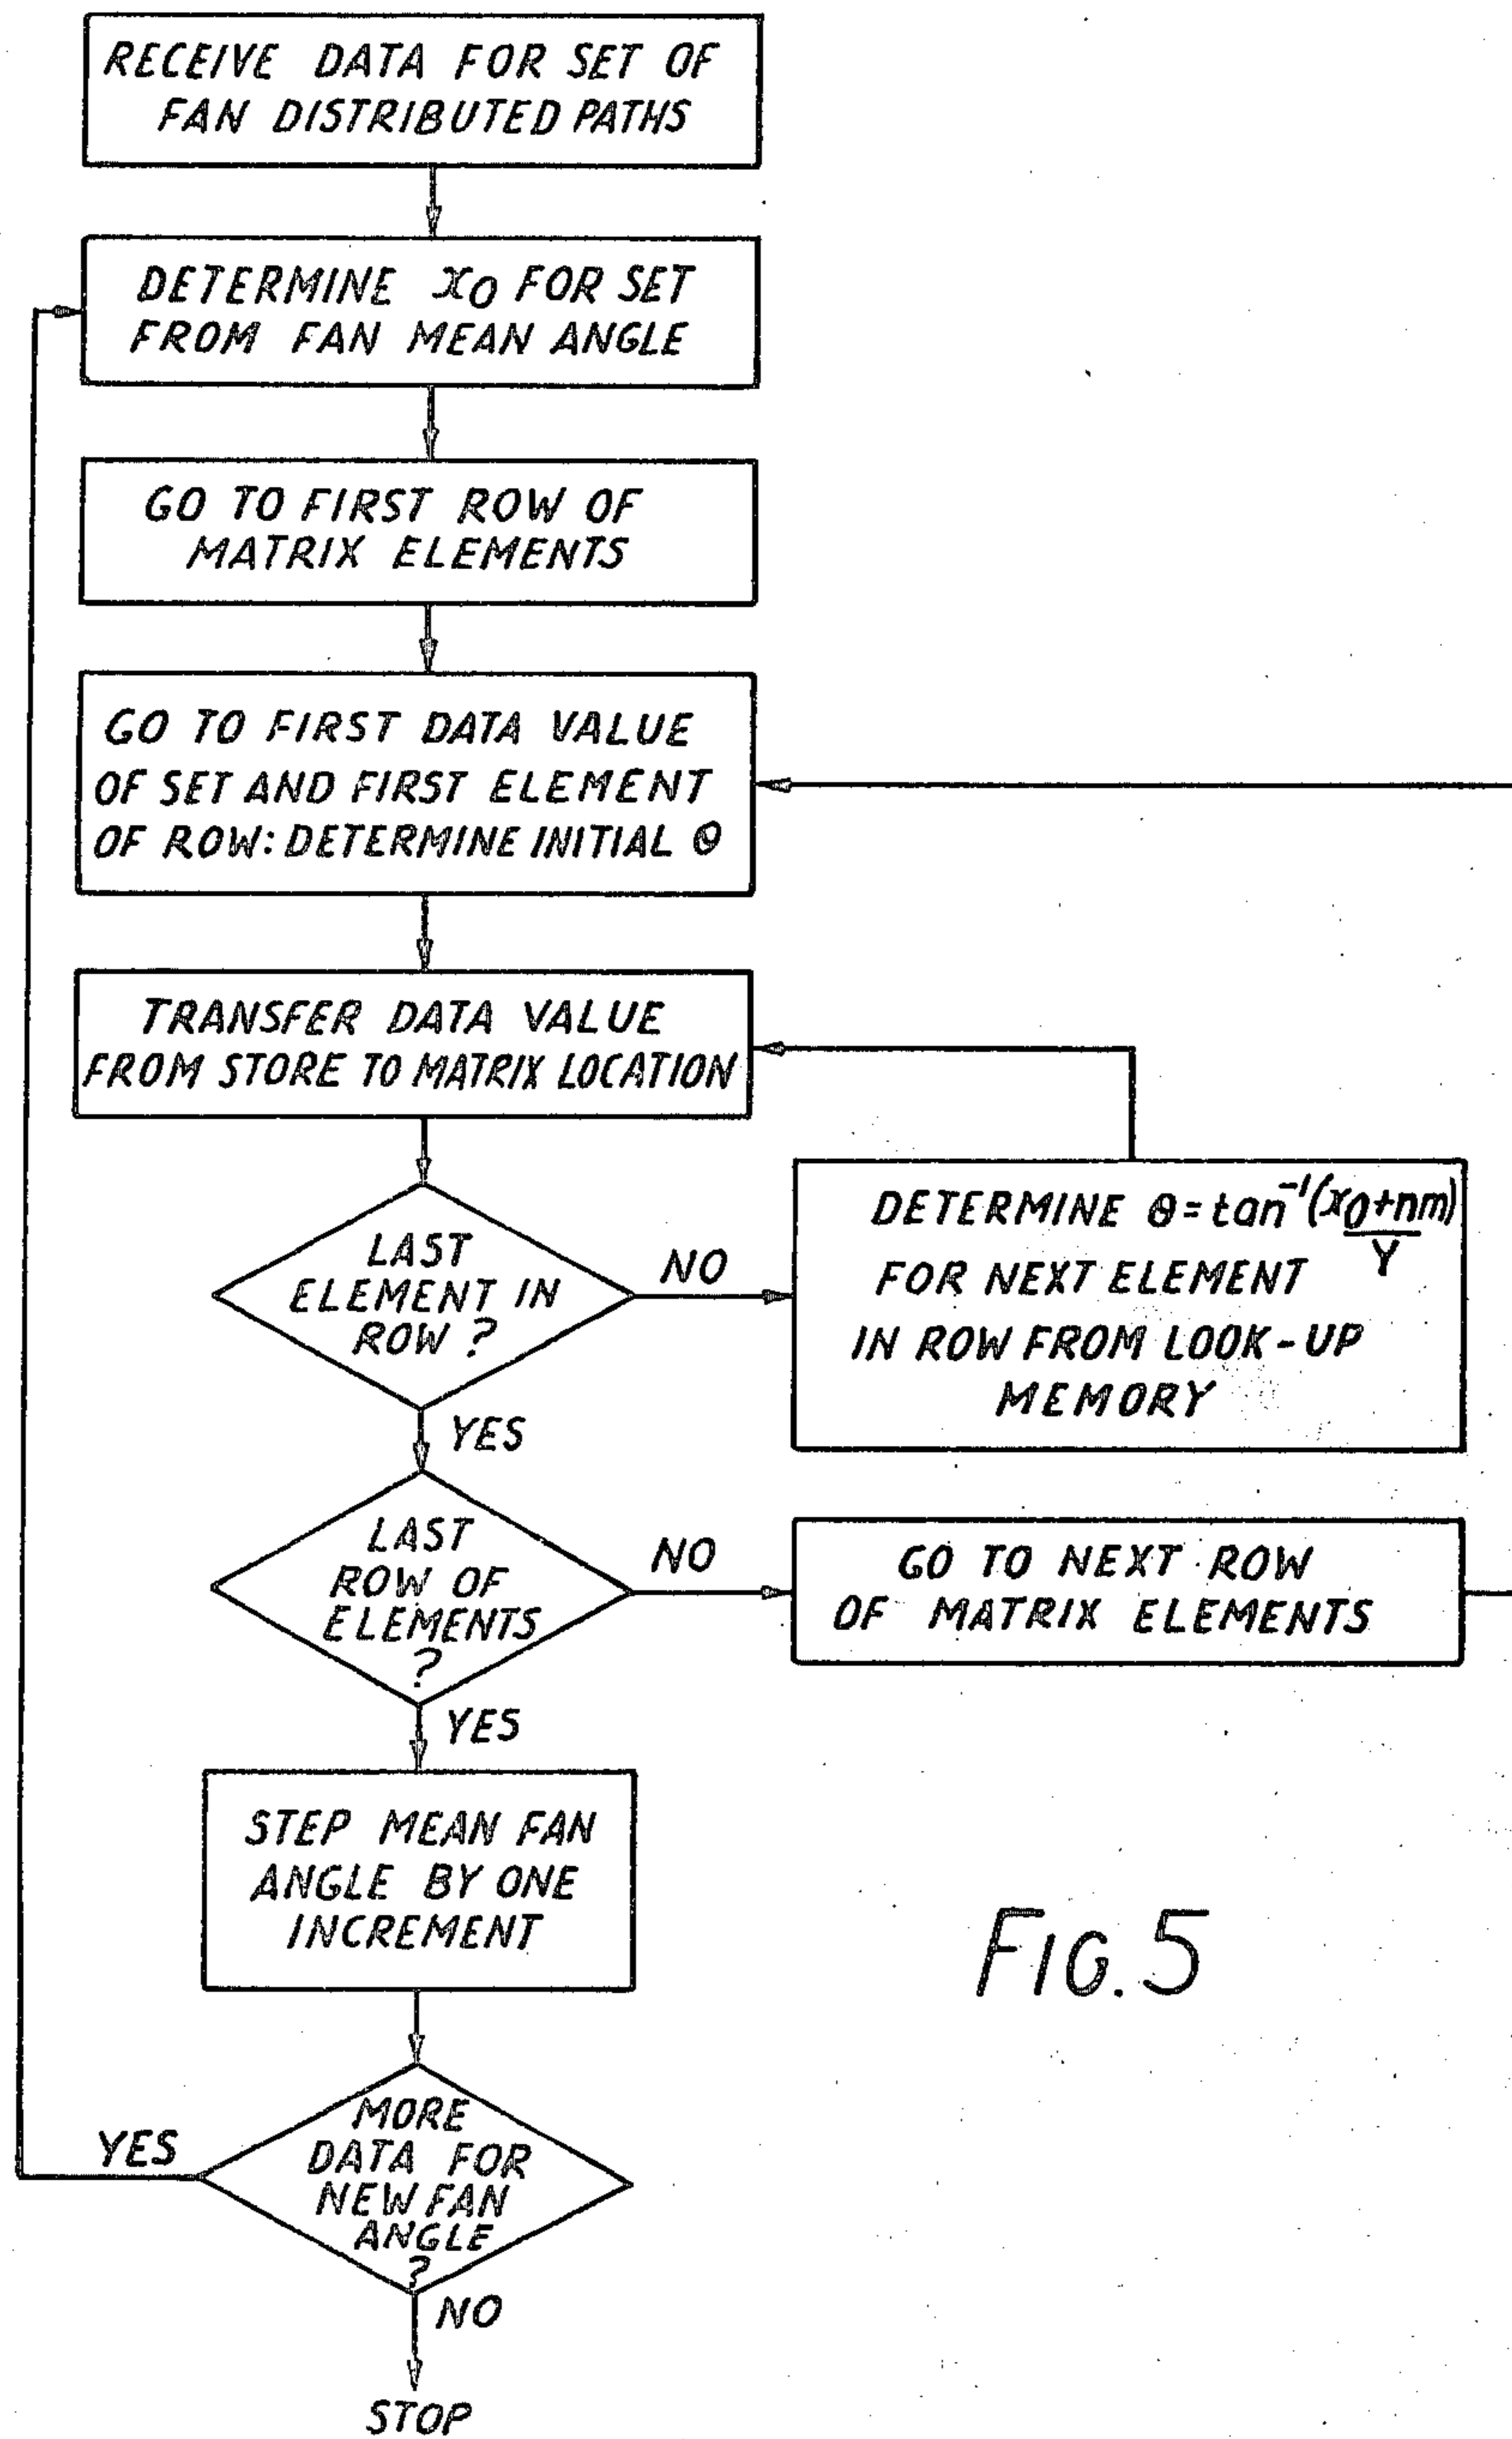 RECEIVE DATA FOR SET OF
FAN DISTRIBUTED PATHS
DETERMINE x0 FOR SET
FROM FAN MEAN ANGLE
GO TO FIRST ROW OF
MATRIX ELEMENTS
GO TO FIRST DATA VALUE
OF SET AND FIRST ELEMENT
OF ROW: DETERMINE INITIAL θ
TRANSFER DATA VALUE
FROM STORE TO MATRIX LOCATION
LAST
ELEMENT IN
ROW ?
NO
DETERMINE θ = tan⁻¹(x0+nm)
Y
FOR NEXT ELEMENT
IN ROW FROM LOOK-UP
MEMORY
YES
LAST
ROW OF
ELEMENTS
?
NO
GO TO NEXT ROW
OF MATRIX ELEMENTS
YES
STEP MEAN FAN
ANGLE BY ONE
INCREMENT
FIG. 5
MORE
DATA FOR
NEW FAN
ANGLE
?
YES
NO
STOP